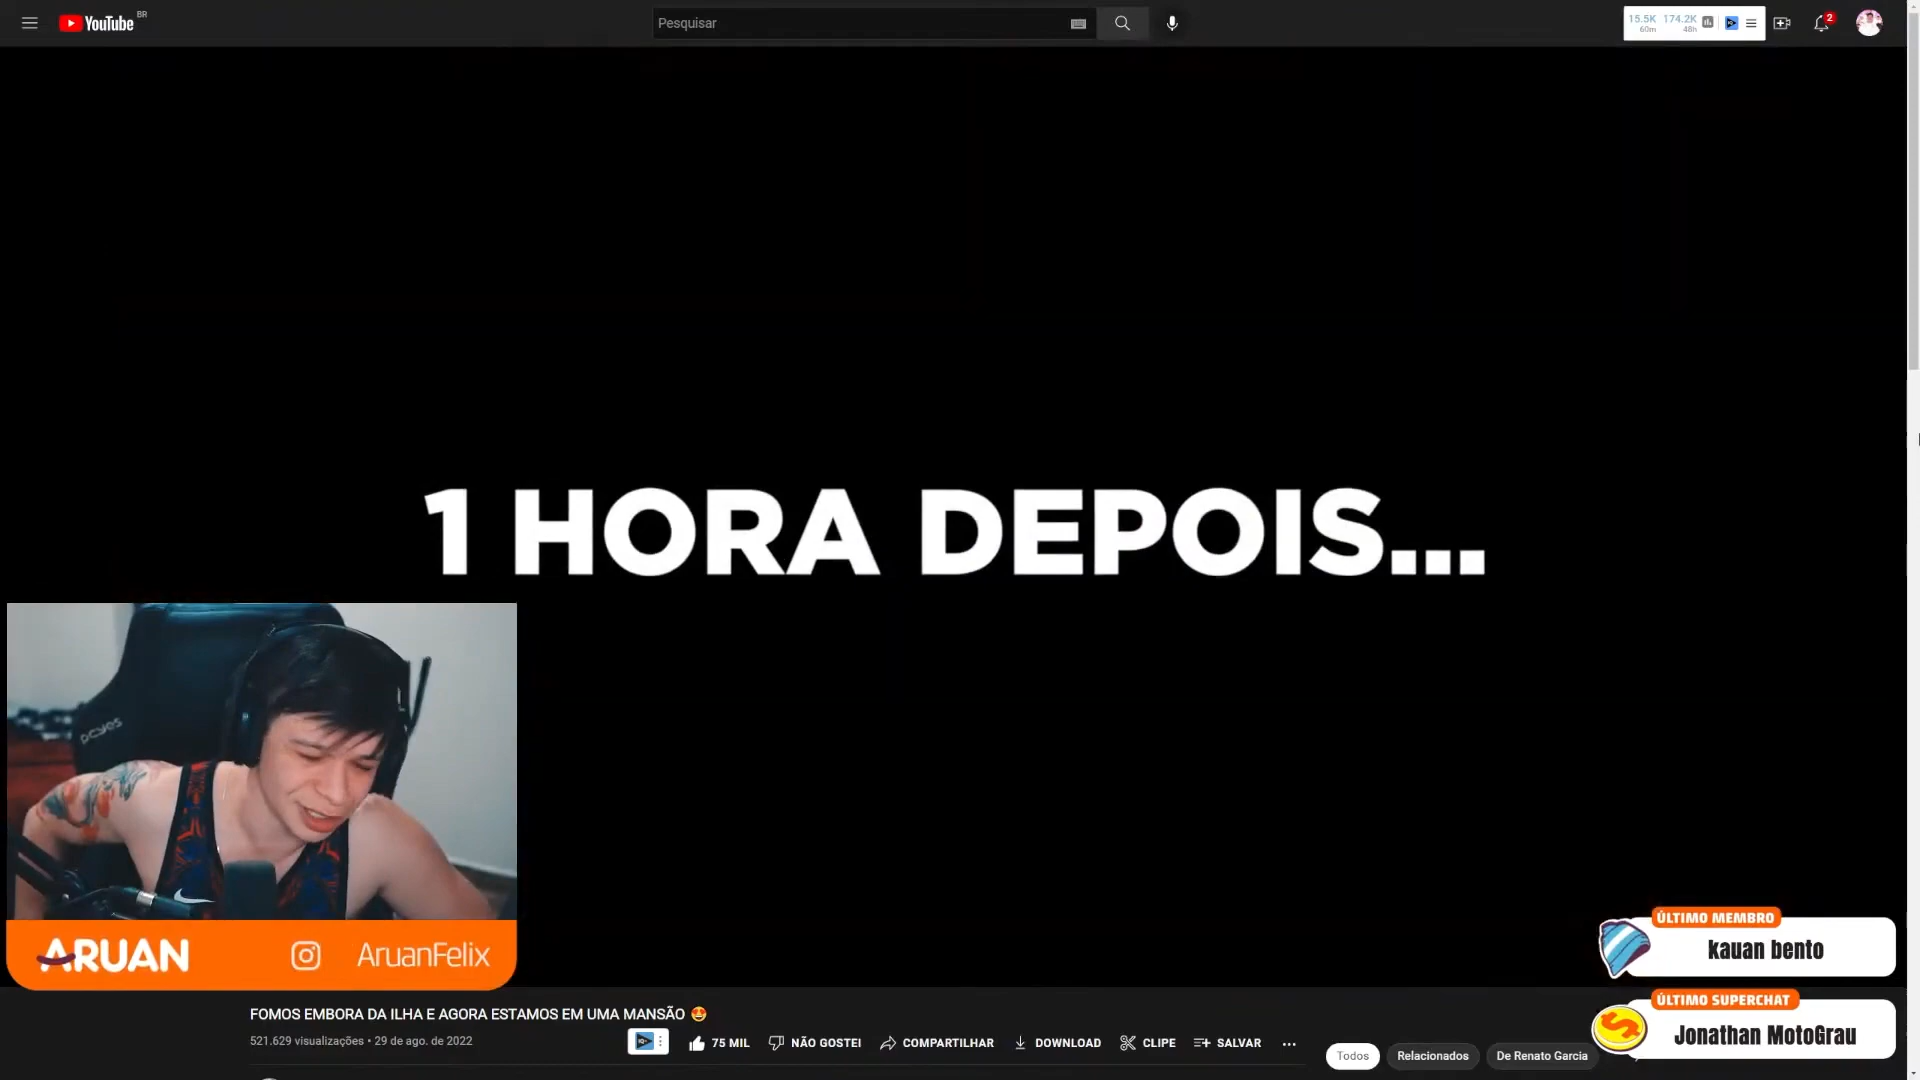 YouTube BR
Pesquisar
15.5K 174.2K
60m 48h
2
1 HORA DEPOIS...
pcyes
ARUAN
AruanFelix
ÚLTIMO MEMBRO
kauan bento
ÚLTIMO SUPERCHAT
Jonathan MotoGrau
FOMOS EMBORA DA ILHA E AGORA ESTAMOS EM UMA MANSÃO 😍
521.629 visualizações • 29 de ago. de 2022
75 MIL NÃO GOSTEI COMPARTILHAR DOWNLOAD CLIPE SALVAR ...
Todos Relacionados De Renato Garcia